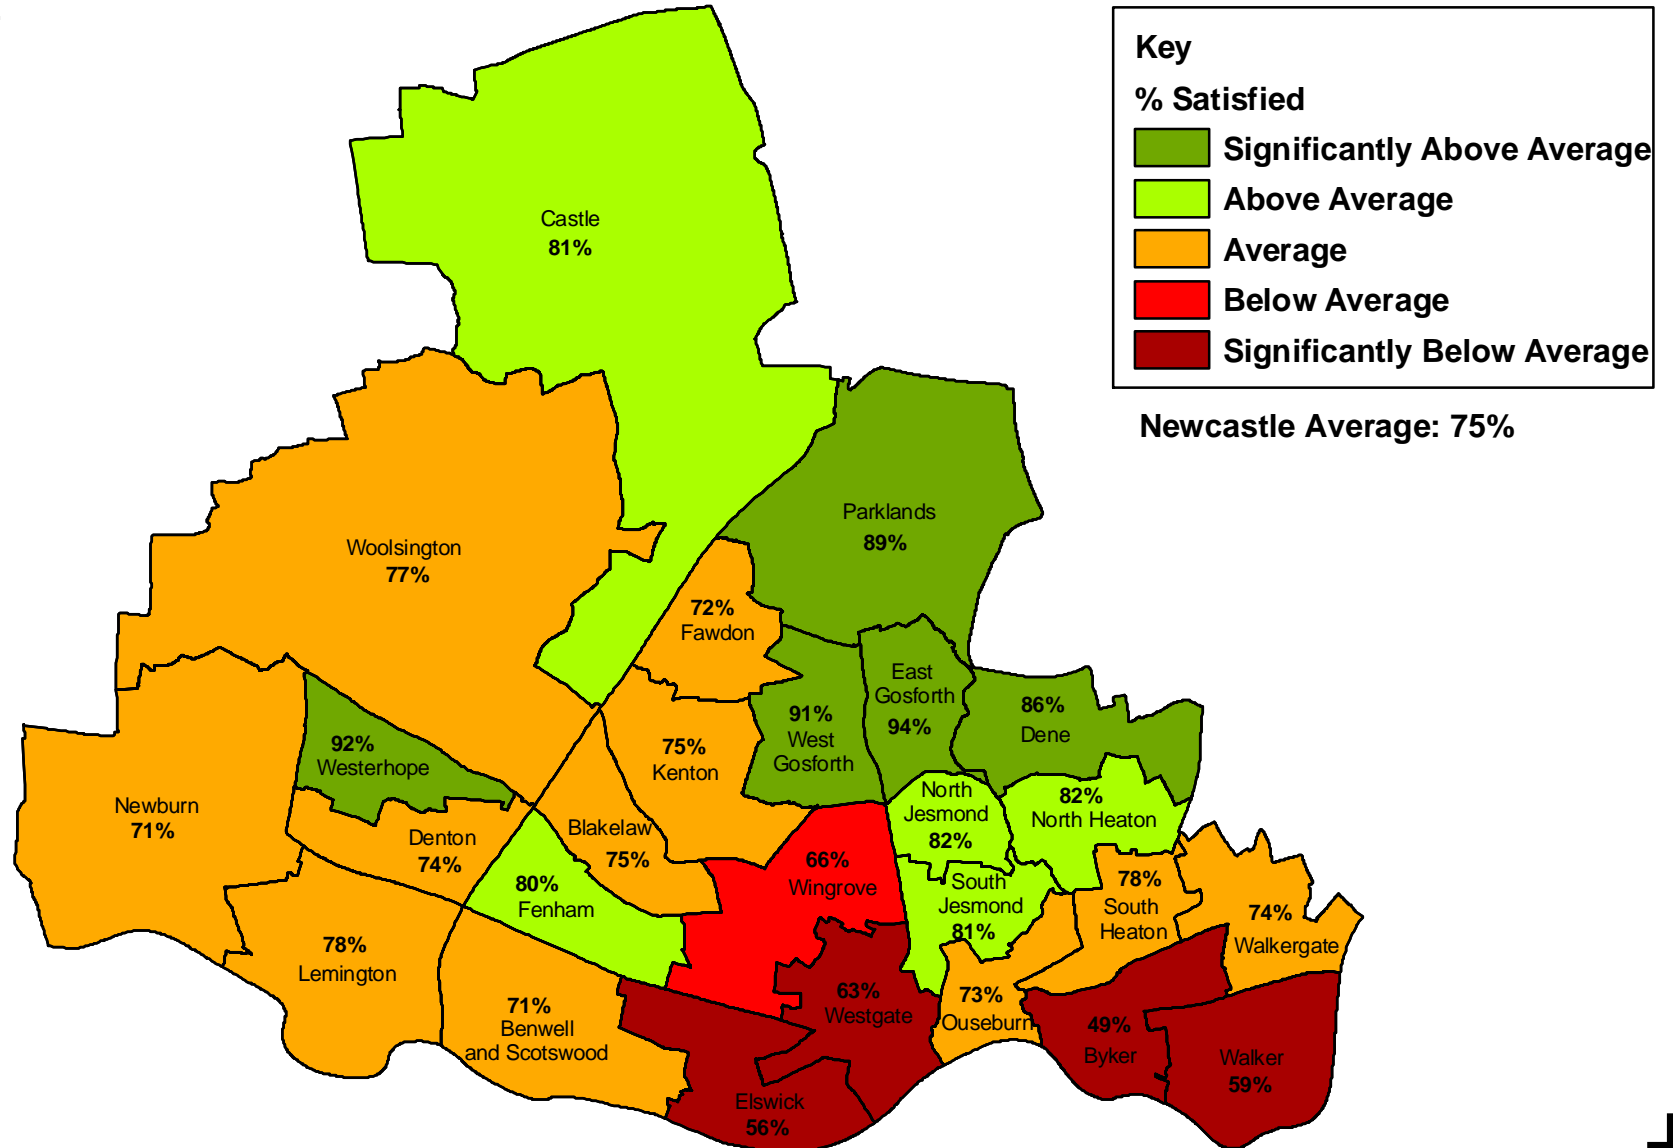 Key
% Satisfied
Significantly Above Average
Above Average
Average
Below Average
Significantly Below Average
Newcastle Average: 75%
Castle
81%
Parklands
89%
Woolsington
77%
72%
Fawdon
East
Gosforth
94%
91%
West
Gosforth
86%
Dene
92%
Westerhope
75%
Kenton
Newburn
71%
Denton
74%
Blakelaw
75%
North
Jesmond
82%
82%
North Heaton
80%
Fenham
66%
Wingrove
South
Jesmond
81%
78%
South
Heaton
74%
Walkergate
78%
Lemington
71%
Benwell
and Scotswood
63%
Westgate
73%
Ouseburn
49%
Byker
Walker
59%
Elswick
56%